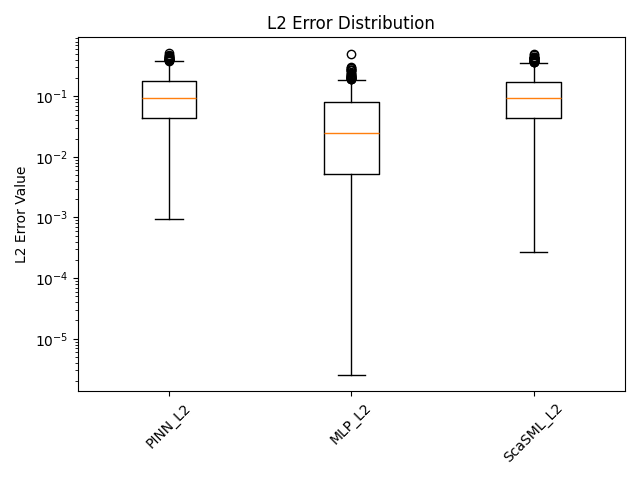 L2 Error Distribution
L2 Error Value
10⁻¹
10⁻²
10⁻³
10⁻⁴
10⁻⁵
PINN_L2
MLP_L2
ScaSML_L2